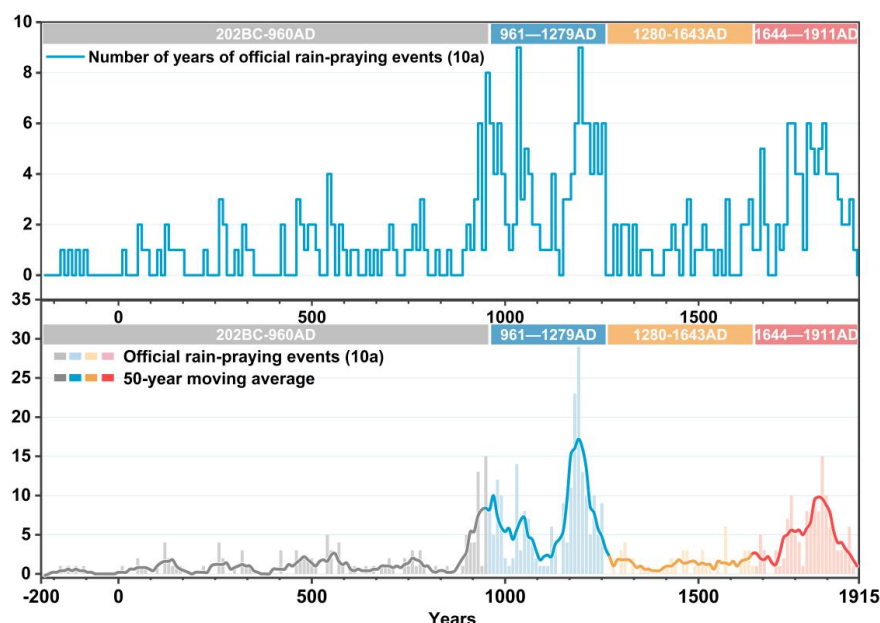 10
202BC-960AD
961—1279AD
1280-1643AD
1644—1911AD
Number of years of official rain-praying events (10a)
8
6
4
2
0
35
0
500
1000
1500
30
202BC-960AD
961—1279AD
1280-1643AD
1644—1911AD
Official rain-praying events (10a)
50-year moving average
25
20
15
10
5
0
-200
0
500
1000
1500
1915
Years